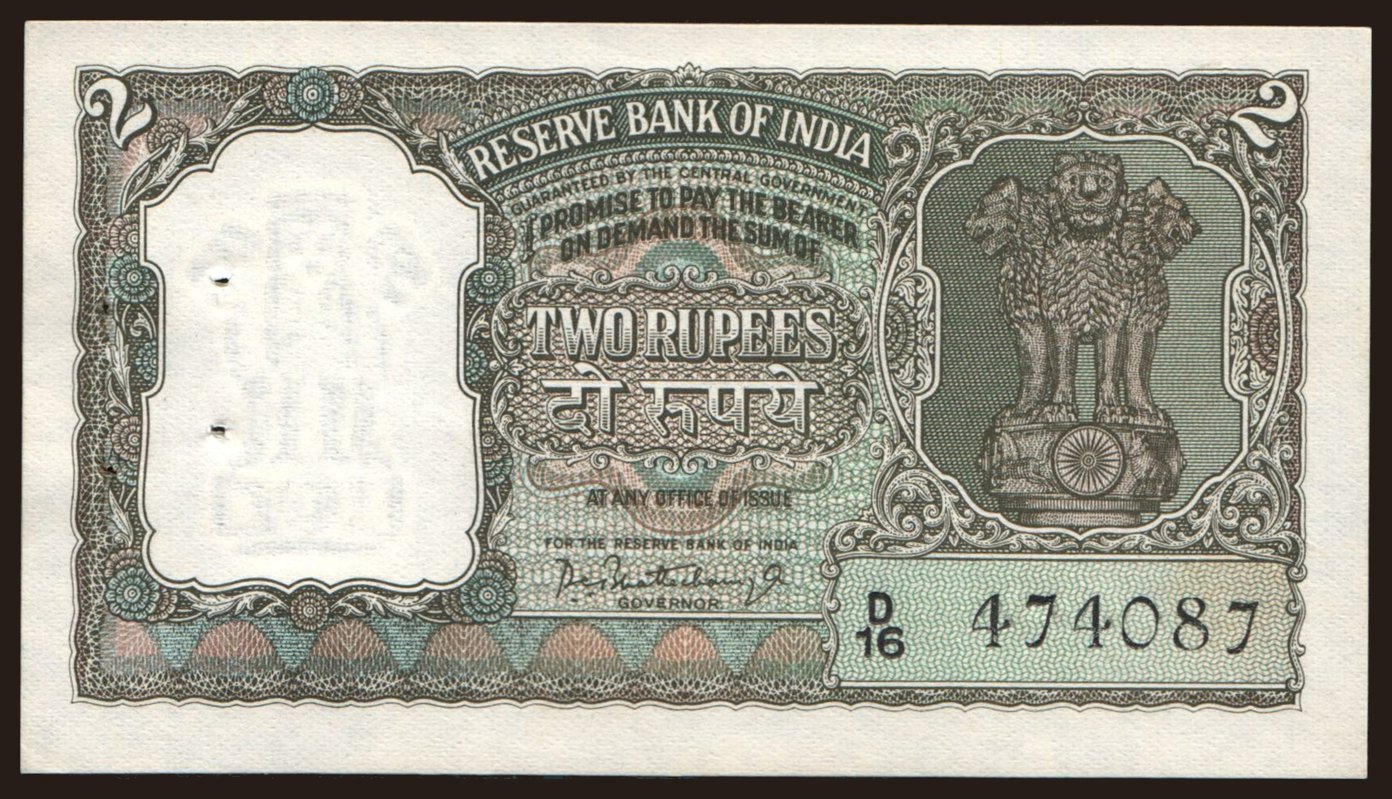 2
2
RESERVE BANK OF INDIA
GUARANTEED BY THE CENTRAL GOVERNMENT
I PROMISE TO PAY THE BEARER
ON DEMAND THE SUM OF
TWO RUPEES
दो रूपये
AT ANY OFFICE OF ISSUE
FOR THE RESERVE BANK OF INDIA
GOVERNOR.
D/16 474087